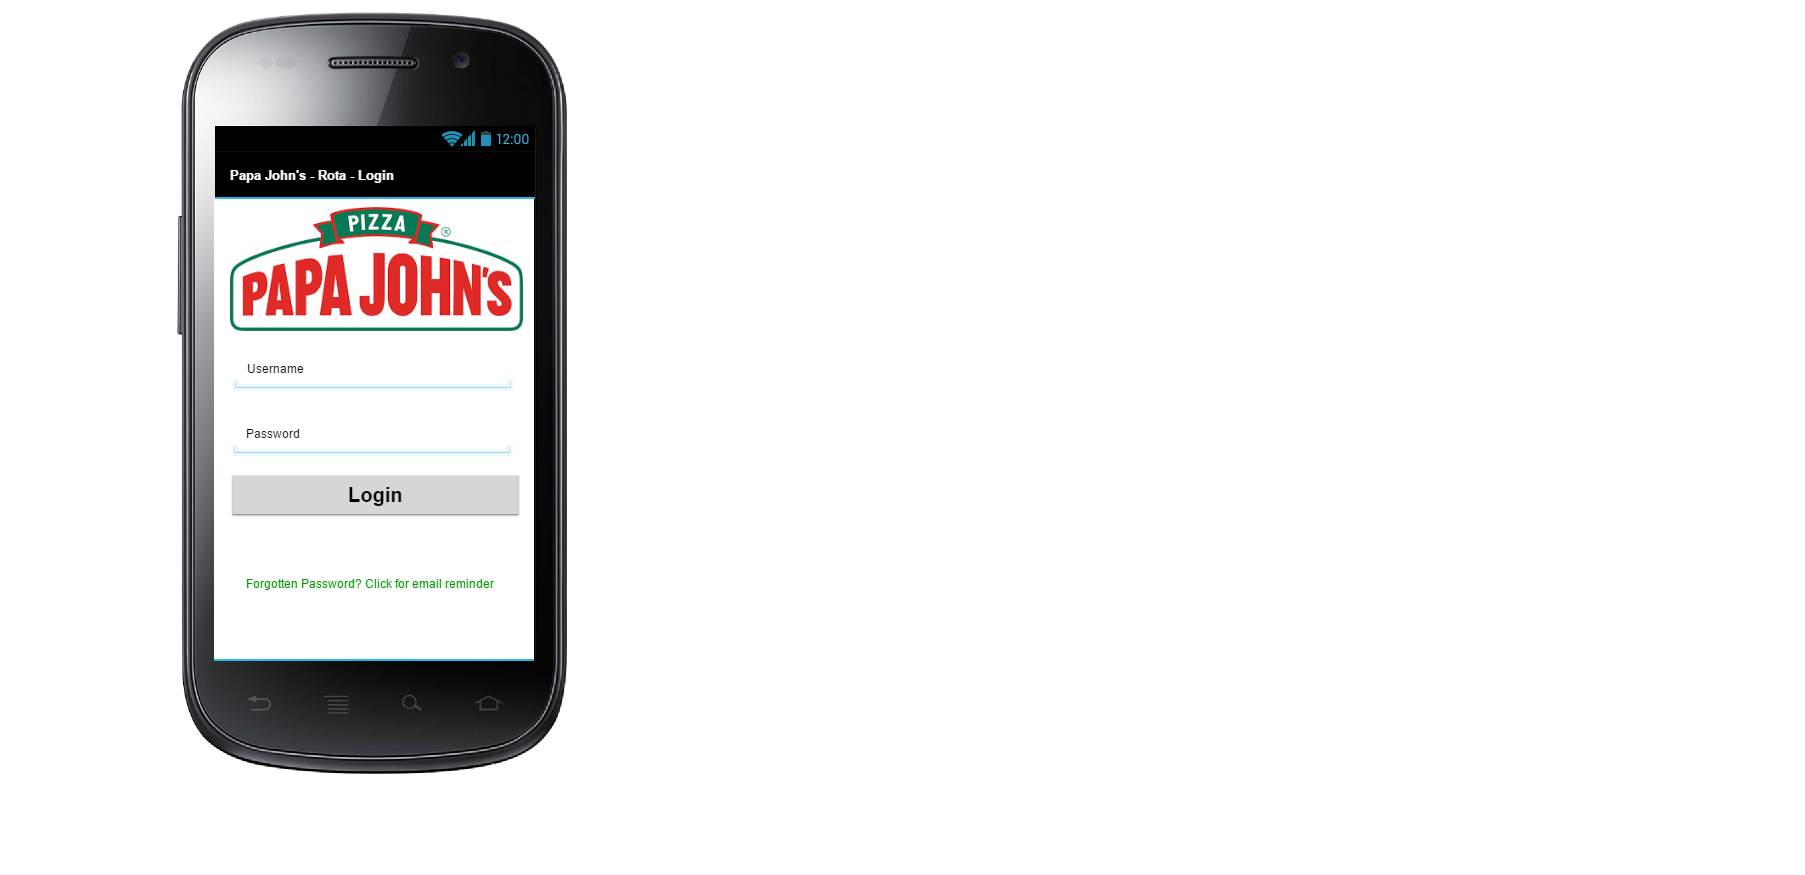 12:00
Papa John's - Rota - Login
PIZZA ®
PAPA JOHN'S
Username
Password
Login
Forgotten Password? Click for email reminder